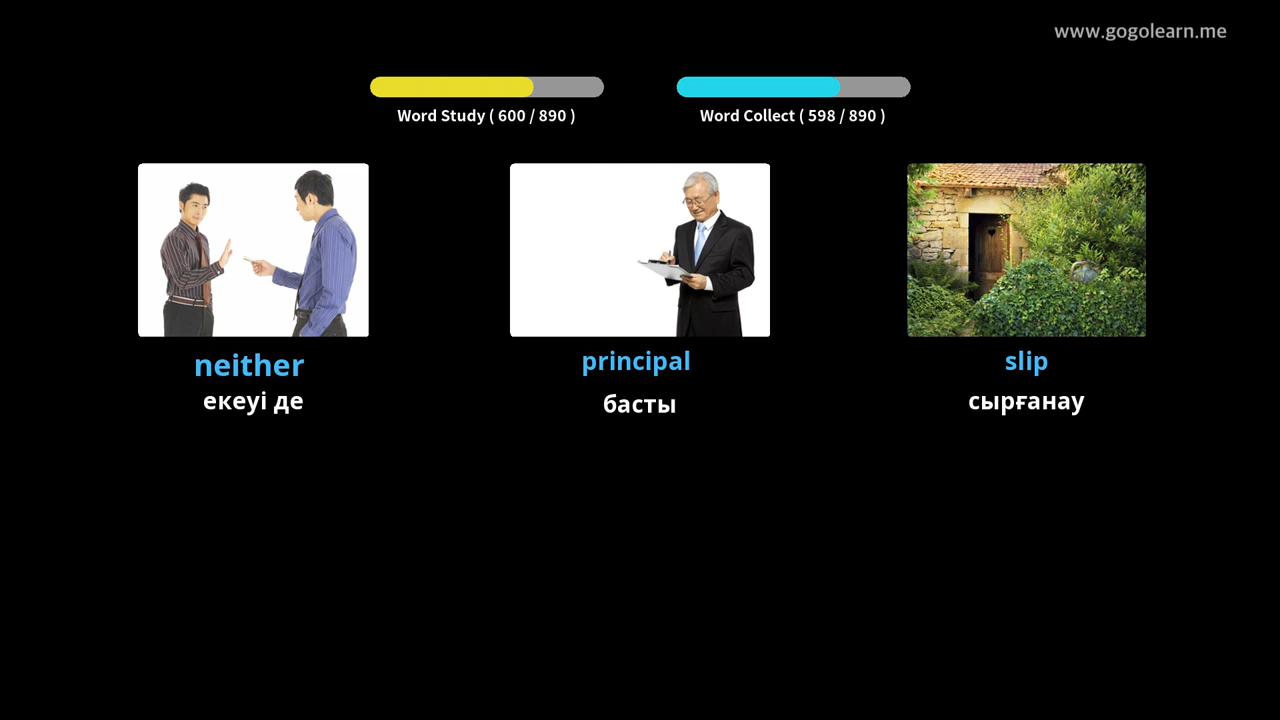 www.gogolearn.me
Word Study ( 600 / 890 )
Word Collect ( 598 / 890 )
neither
principal
slip
екеуі де
басты
сырғанау